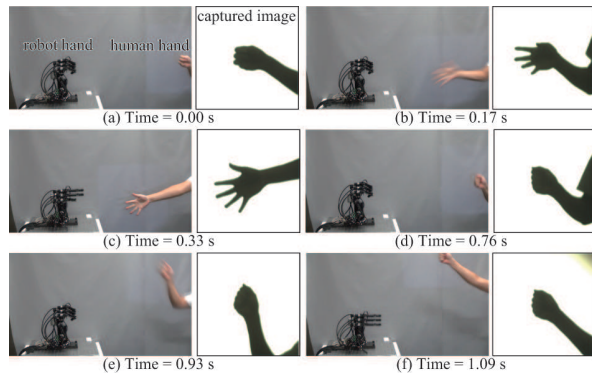 robot hand
human hand
captured image
(a) Time = 0.00 s
(b) Time = 0.17 s
(c) Time = 0.33 s
(d) Time = 0.76 s
(e) Time = 0.93 s
(f) Time = 1.09 s